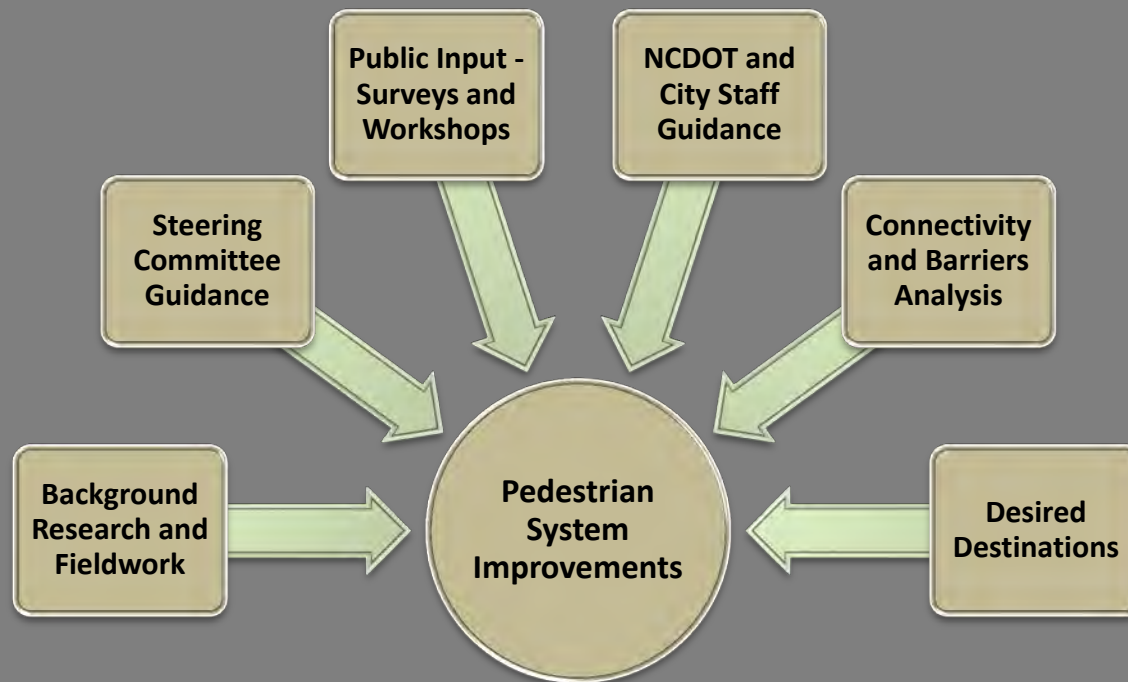 Public Input -
Surveys and
Workshops
NCDOT and
City Staff
Guidance
Steering
Committee
Guidance
Connectivity
and Barriers
Analysis
Background
Research and
Fieldwork
Pedestrian
System
Improvements
Desired
Destinations